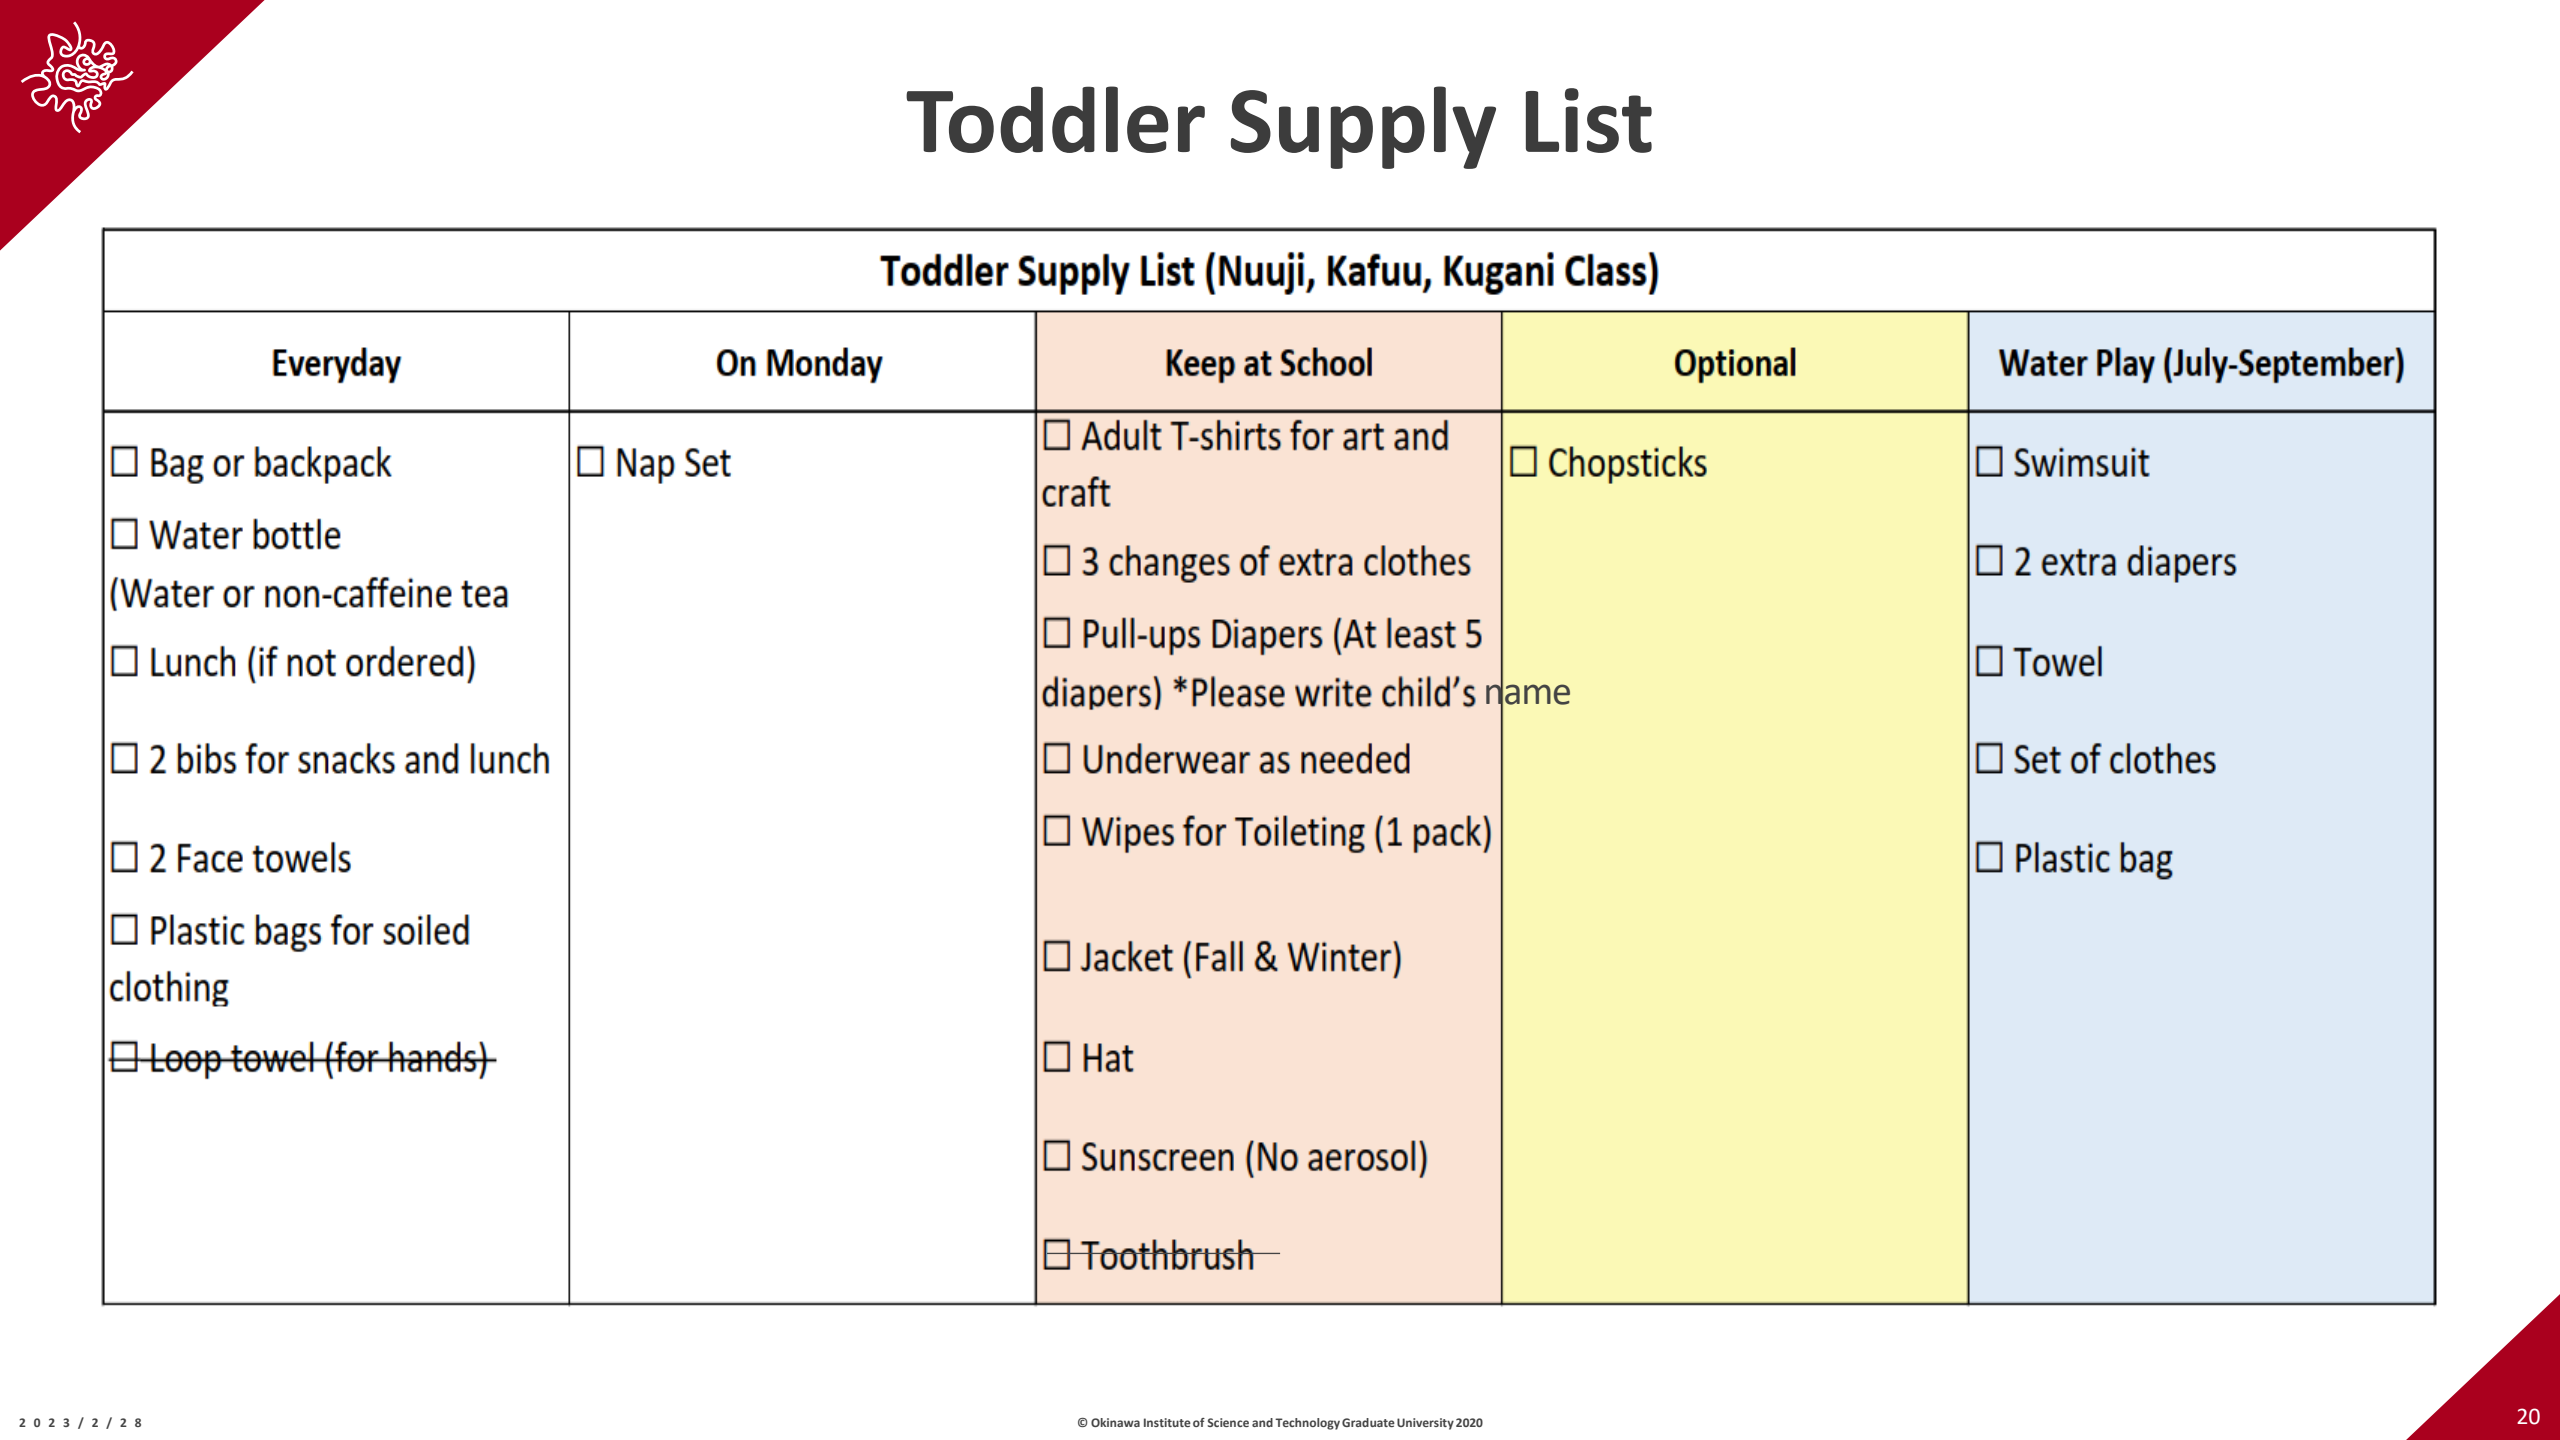 Toddler Supply List
Toddler Supply List (Nuuji, Kafuu, Kugani Class)
Everyday
On Monday
Keep at School
Optional
Water Play (July-September)
☐ Bag or backpack
☐ Water bottle
(Water or non-caffeine tea
☐ Lunch (if not ordered)
☐ 2 bibs for snacks and lunch
☐ 2 Face towels
☐ Plastic bags for soiled
clothing
☐ Loop towel (for hands)
☐ Nap Set
☐ Adult T-shirts for art and
craft
☐ 3 changes of extra clothes
☐ Pull-ups Diapers (At least 5
diapers) *Please write child’s name
☐ Underwear as needed
☐ Wipes for Toileting (1 pack)
☐ Jacket (Fall & Winter)
☐ Hat
☐ Sunscreen (No aerosol)
☐ Toothbrush
☐ Chopsticks
☐ Swimsuit
☐ 2 extra diapers
☐ Towel
☐ Set of clothes
☐ Plastic bag
2023/2/28
© Okinawa Institute of Science and Technology Graduate University 2020
20